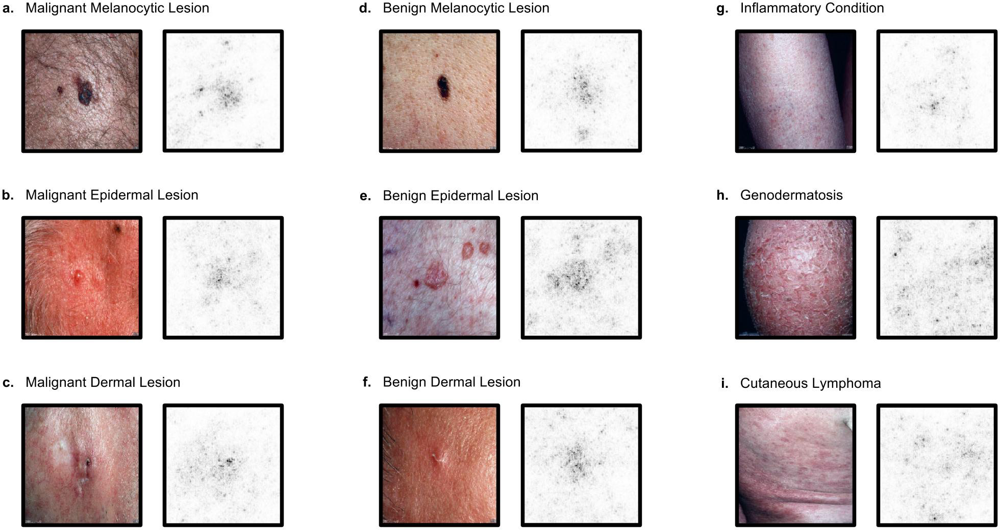 a. Malignant Melanocytic Lesion
d. Benign Melanocytic Lesion
g. Inflammatory Condition
b. Malignant Epidermal Lesion
e. Benign Epidermal Lesion
h. Genodermatosis
c. Malignant Dermal Lesion
f. Benign Dermal Lesion
i. Cutaneous Lymphoma